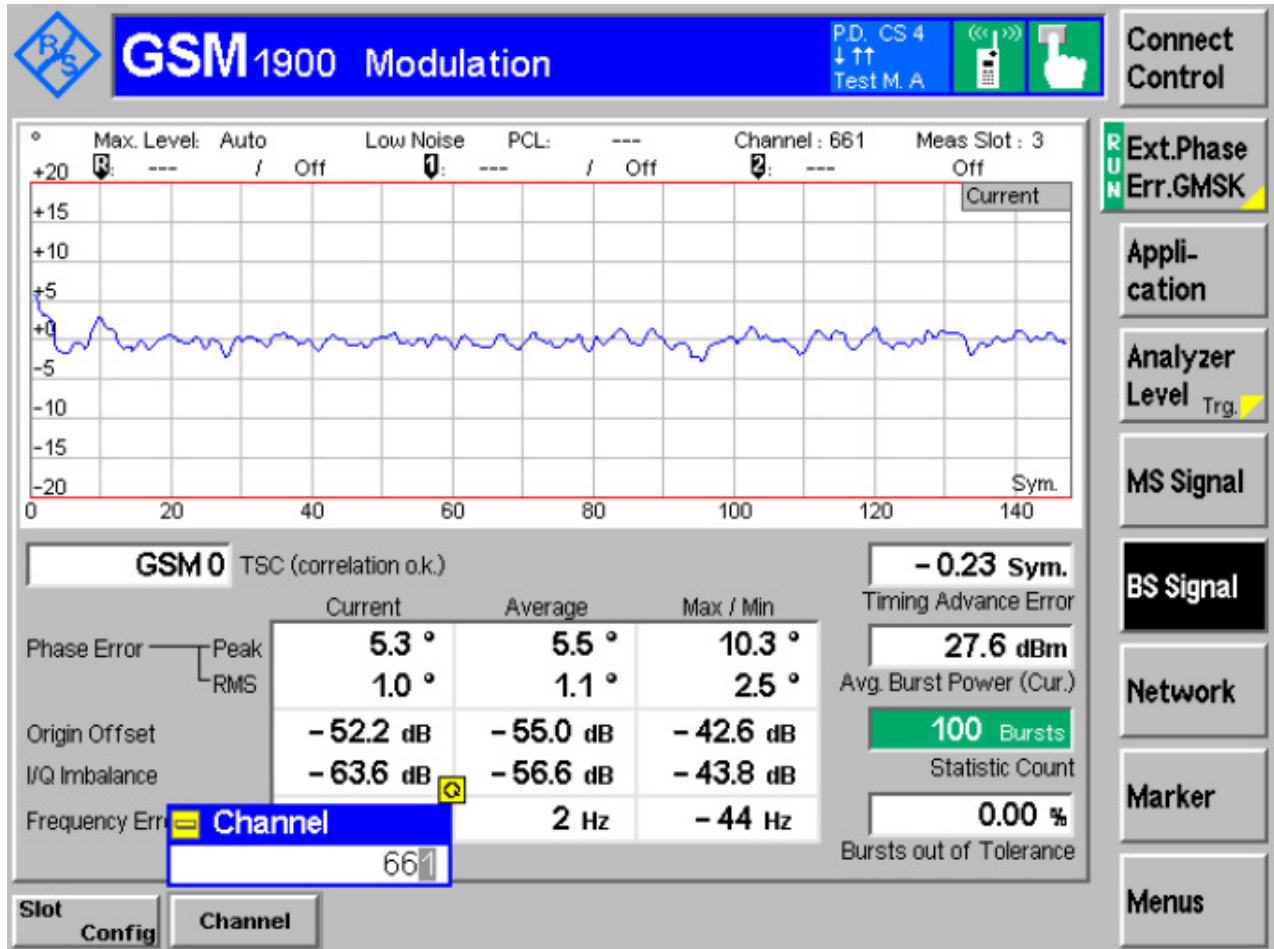 R/S
GSM 1900 Modulation
P.D. CS 4
↓ ↑↑
Test M. A
Connect Control
° Max. Level: Auto Low Noise PCL: --- Channel : 661 Meas Slot : 3
R: --- / Off 1: --- / Off 2: --- Off
Current
+20
+15
+10
+5
+0
-5
-10
-15
-20
Sym.
0 20 40 60 80 100 120 140
GSM 0 TSC (correlation o.k.)
Current Average Max / Min
Phase Error Peak 5.3 ° 5.5 ° 10.3 °
RMS 1.0 ° 1.1 ° 2.5 °
Origin Offset – 52.2 dB – 55.0 dB – 42.6 dB
I/Q Imbalance – 63.6 dB – 56.6 dB – 43.8 dB
Frequency Err 2 Hz – 44 Hz
– 0.23 Sym.
Timing Advance Error
27.6 dBm
Avg. Burst Power (Cur.)
100 Bursts
Statistic Count
0.00 %
Bursts out of Tolerance
Channel
661
Slot Config
Channel
RUN
Ext.Phase
Err.GMSK
Appli-
cation
Analyzer
Level Trg.
MS Signal
BS Signal
Network
Marker
Menus